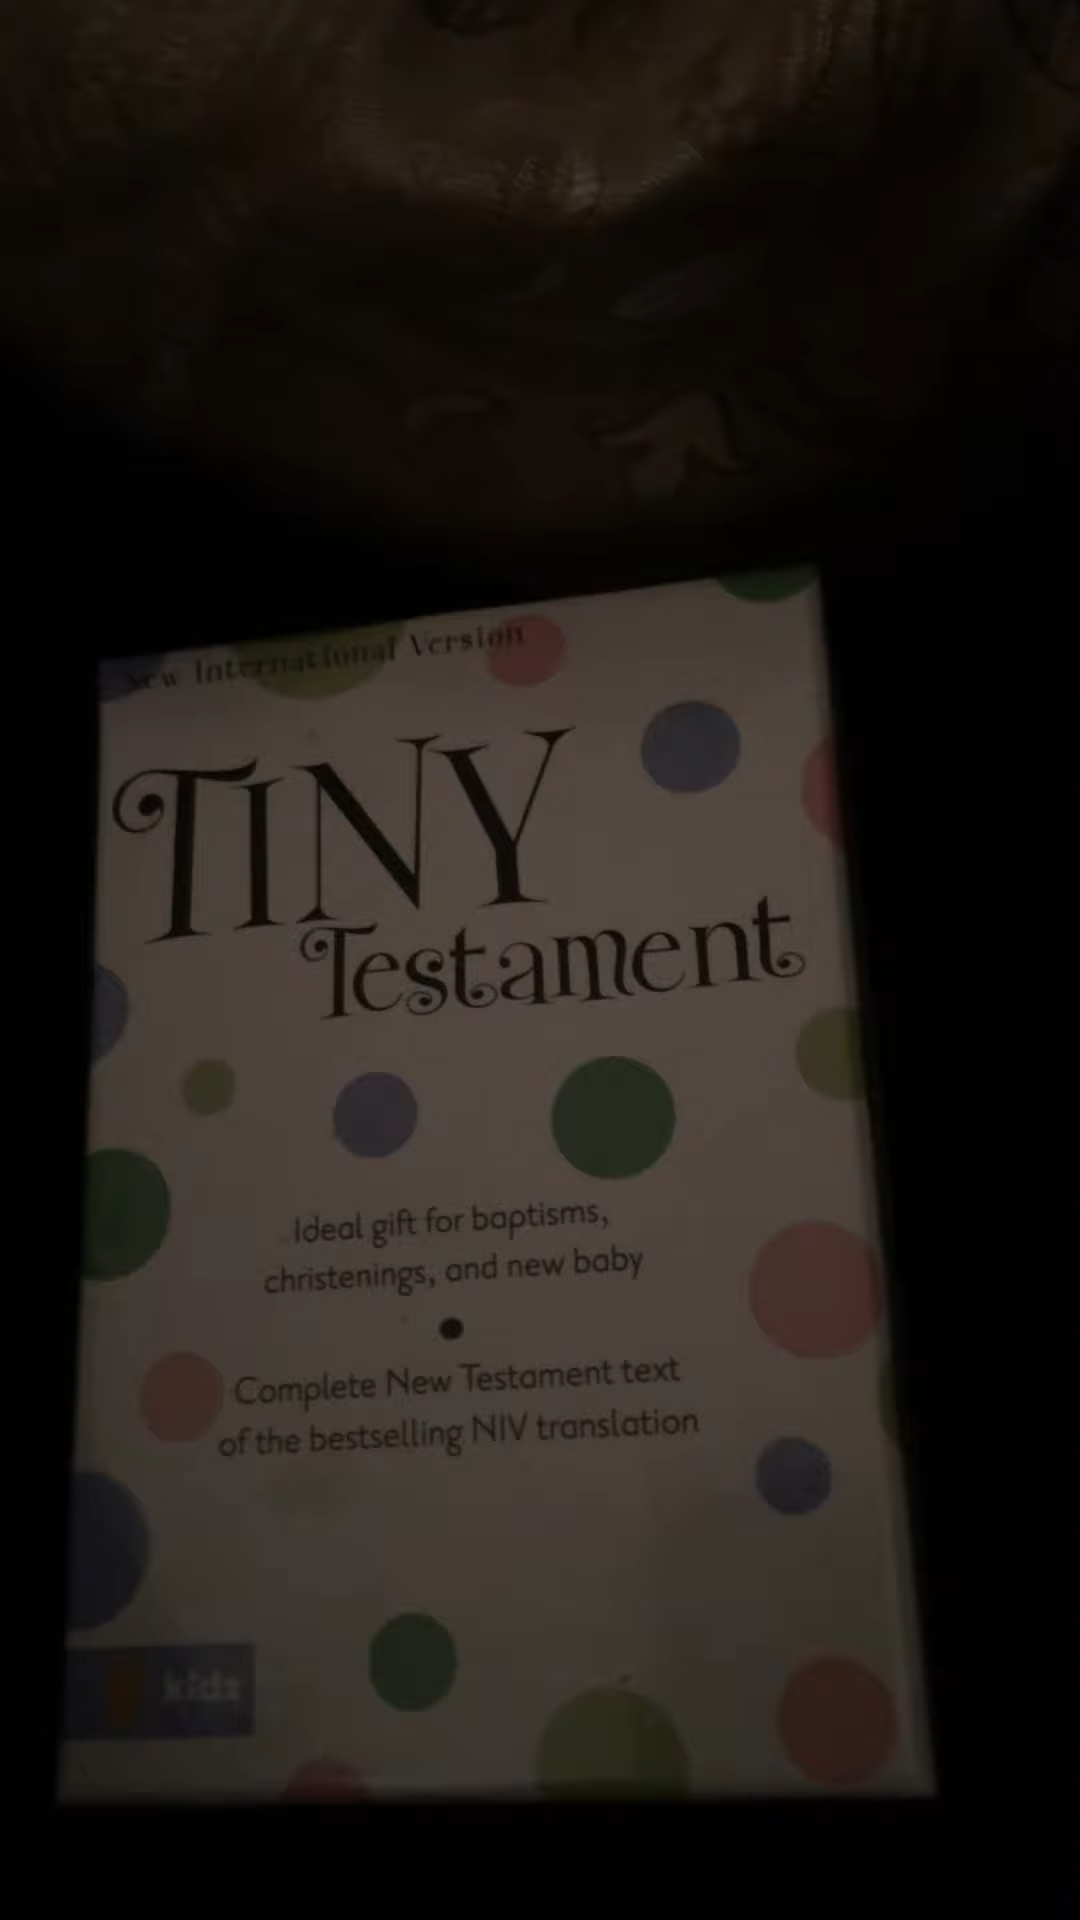 New International Version
TINY
Testament
Ideal gift for baptisms,
christenings, and new baby
Complete New Testament text
of the bestselling NIV translation
kids